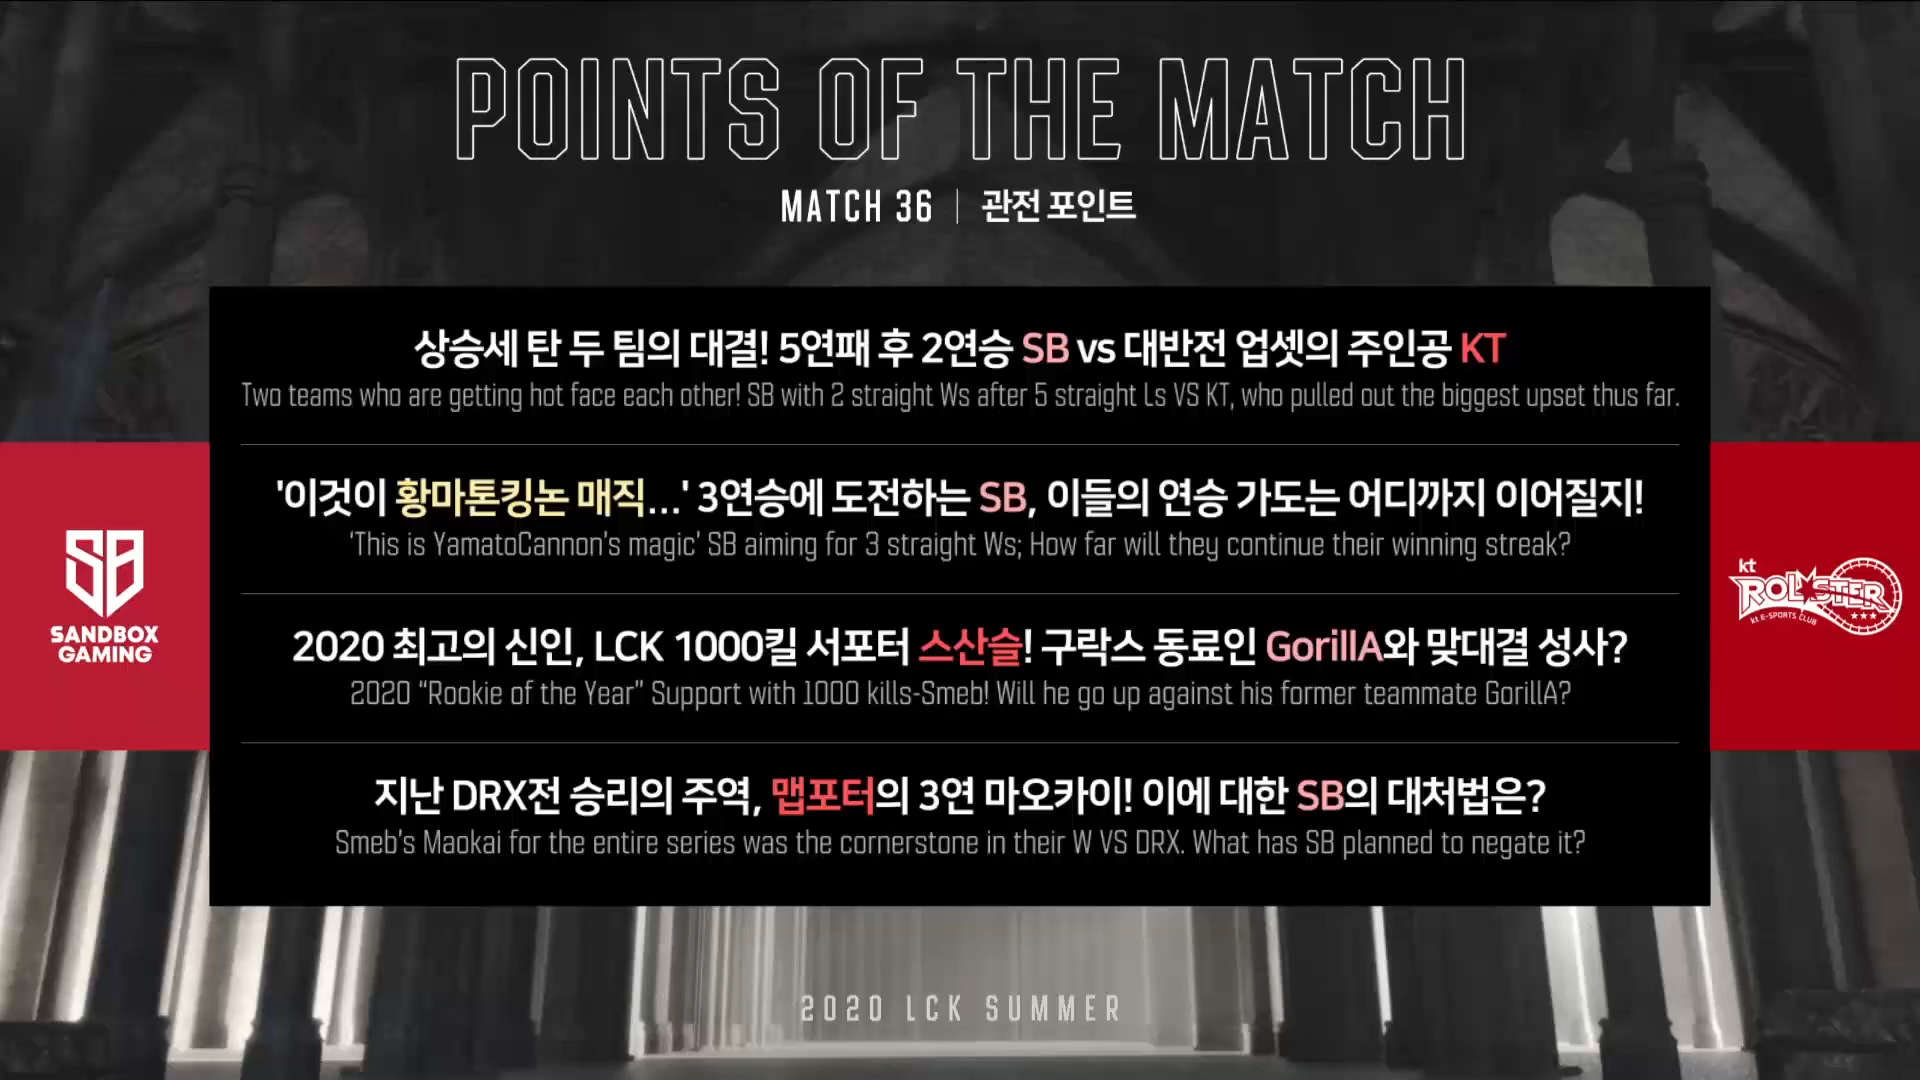 POINTS OF THE MATCH
MATCH 36 | 관전 포인트
상승세 탄 두 팀의 대결! 5연패 후 2연승 SB vs 대반전 업셋의 주인공 KT
Two teams who are getting hot face each other! SB with 2 straight Ws after 5 straight Ls VS KT, who pulled out the biggest upset thus far.
'이것이 황마톤킹논 매직...' 3연승에 도전하는 SB, 이들의 연승 가도는 어디까지 이어질지!
'This is YamatoCannon's magic' SB aiming for 3 straight Ws; How far will they continue their winning streak?
2020 최고의 신인, LCK 1000킬 서포터 스산슬! 구락스 동료인 GorillA와 맞대결 성사?
2020 “Rookie of the Year” Support with 1000 kills-Smeb! Will he go up against his former teammate GorillA?
지난 DRX전 승리의 주역, 맵포터의 3연 마오카이! 이에 대한 SB의 대처법은?
Smeb's Maokai for the entire series was the cornerstone in their W VS DRX. What has SB planned to negate it?
SB
SANDBOX
GAMING
kt
ROLSTER
kt E-SPORTS CLUB
2020 LCK SUMMER